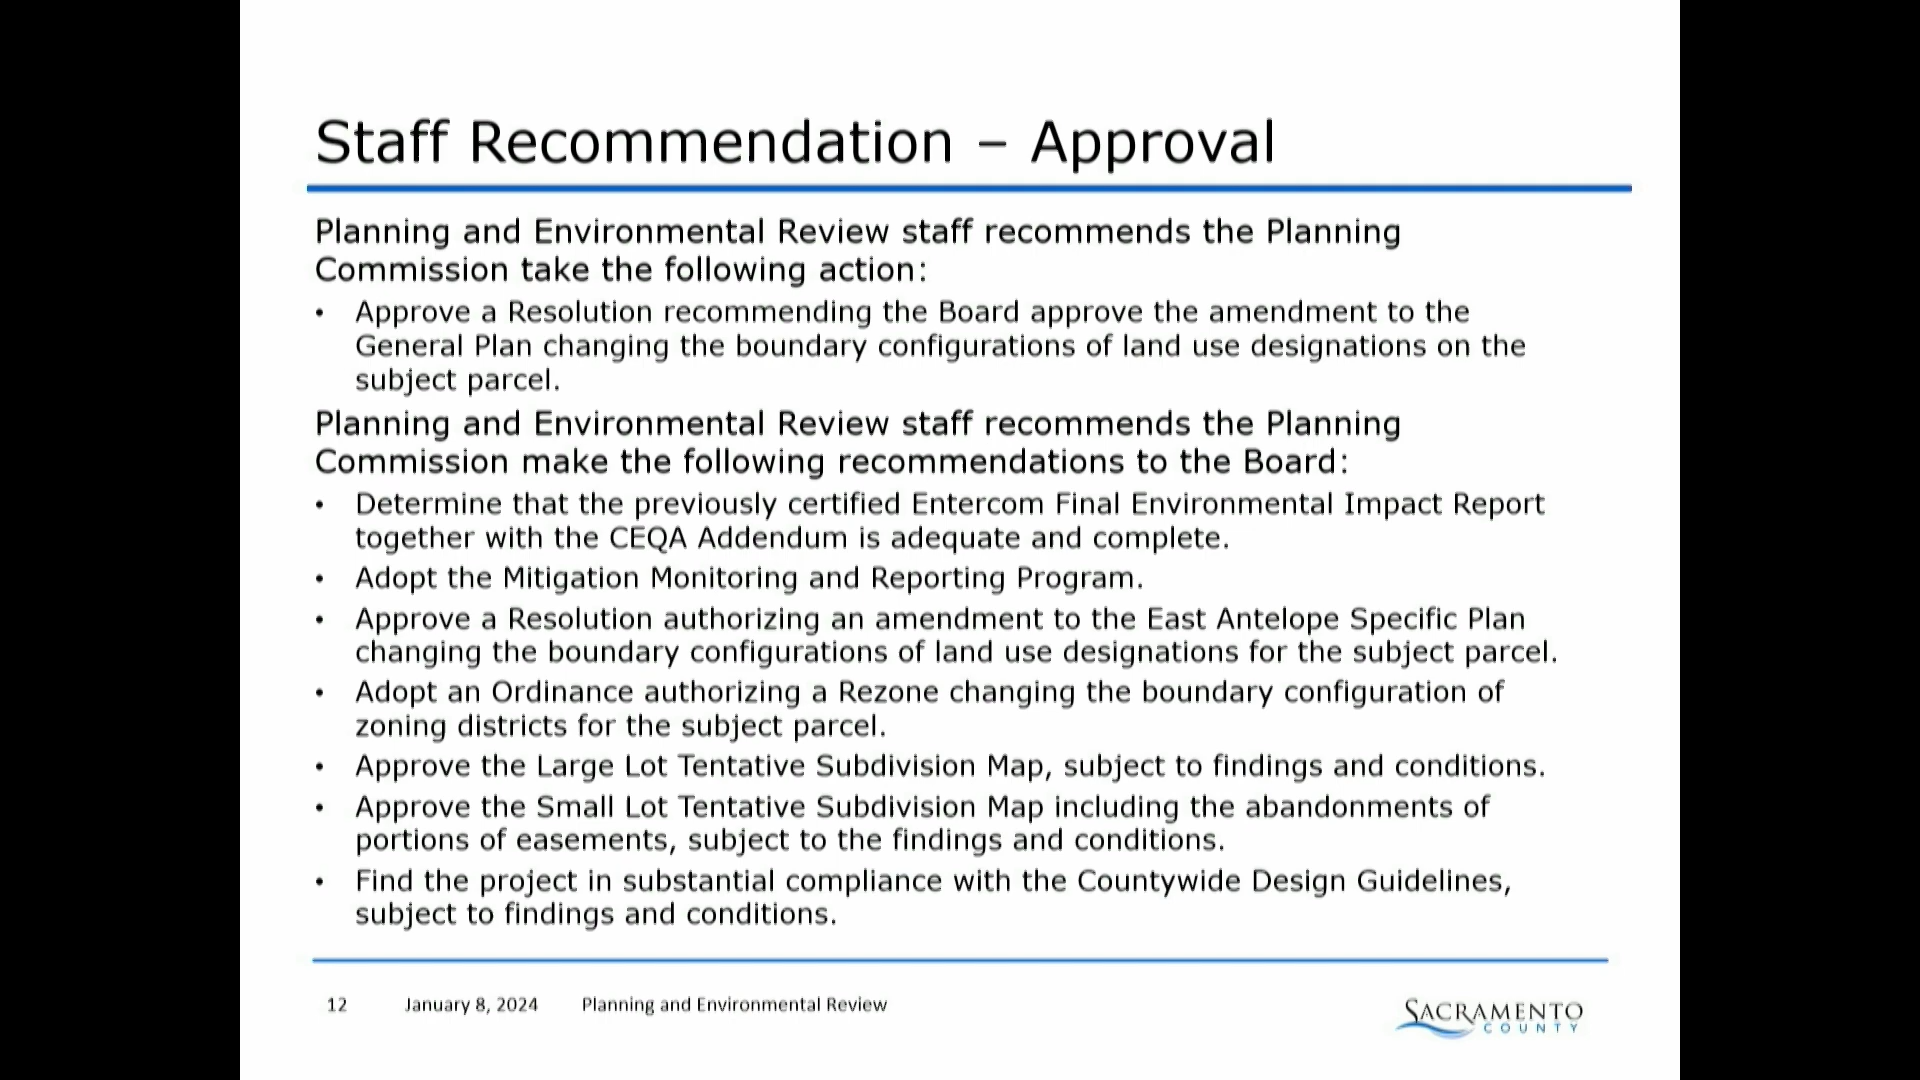 Staff Recommendation – Approval
Planning and Environmental Review staff recommends the Planning
Commission take the following action:
• Approve a Resolution recommending the Board approve the amendment to the
General Plan changing the boundary configurations of land use designations on the
subject parcel.
Planning and Environmental Review staff recommends the Planning
Commission make the following recommendations to the Board:
• Determine that the previously certified Entercom Final Environmental Impact Report
together with the CEQA Addendum is adequate and complete.
• Adopt the Mitigation Monitoring and Reporting Program.
• Approve a Resolution authorizing an amendment to the East Antelope Specific Plan
changing the boundary configurations of land use designations for the subject parcel.
• Adopt an Ordinance authorizing a Rezone changing the boundary configuration of
zoning districts for the subject parcel.
• Approve the Large Lot Tentative Subdivision Map, subject to findings and conditions.
• Approve the Small Lot Tentative Subdivision Map including the abandonments of
portions of easements, subject to the findings and conditions.
• Find the project in substantial compliance with the Countywide Design Guidelines,
subject to findings and conditions.
12 January 8, 2024 Planning and Environmental Review
SACRAMENTO
COUNTY